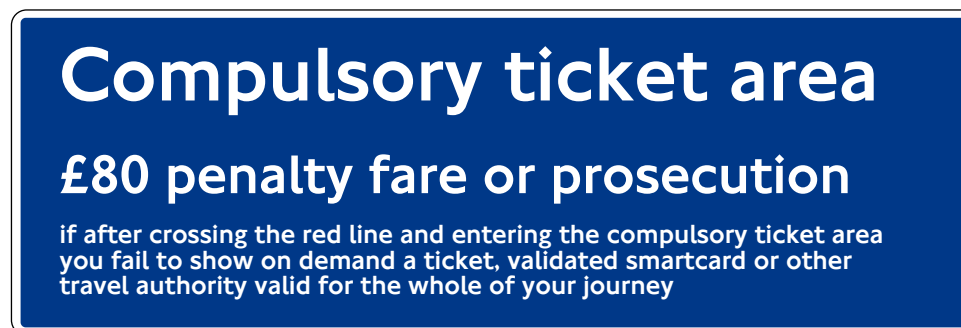 Compulsory ticket area
£80 penalty fare or prosecution
if after crossing the red line and entering the compulsory ticket area
you fail to show on demand a ticket, validated smartcard or other
travel authority valid for the whole of your journey